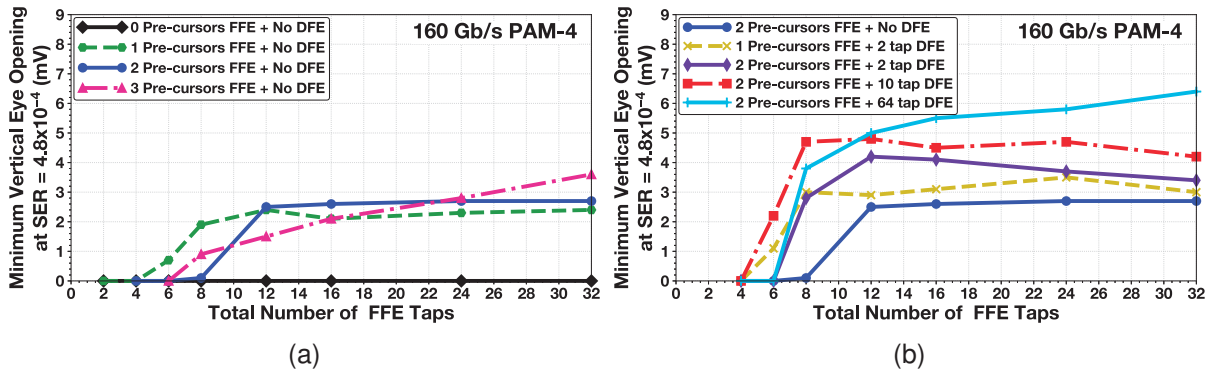 160 Gb/s PAM-4
0 Pre-cursors FFE + No DFE
1 Pre-cursors FFE + No DFE
2 Pre-cursors FFE + No DFE
3 Pre-cursors FFE + No DFE
Minimum Vertical Eye Opening
at SER = 4.8x10⁻⁴ (mV)
9
8
7
6
5
4
3
2
1
0
0 2 4 6 8 10 12 14 16 18 20 22 24 26 28 30 32
Total Number of FFE Taps
(a)
160 Gb/s PAM-4
2 Pre-cursors FFE + No DFE
1 Pre-cursors FFE + 2 tap DFE
2 Pre-cursors FFE + 2 tap DFE
2 Pre-cursors FFE + 10 tap DFE
2 Pre-cursors FFE + 64 tap DFE
Minimum Vertical Eye Opening
at SER = 4.8x10⁻⁴ (mV)
9
8
7
6
5
4
3
2
1
0
0 2 4 6 8 10 12 14 16 18 20 22 24 26 28 30 32
Total Number of FFE Taps
(b)